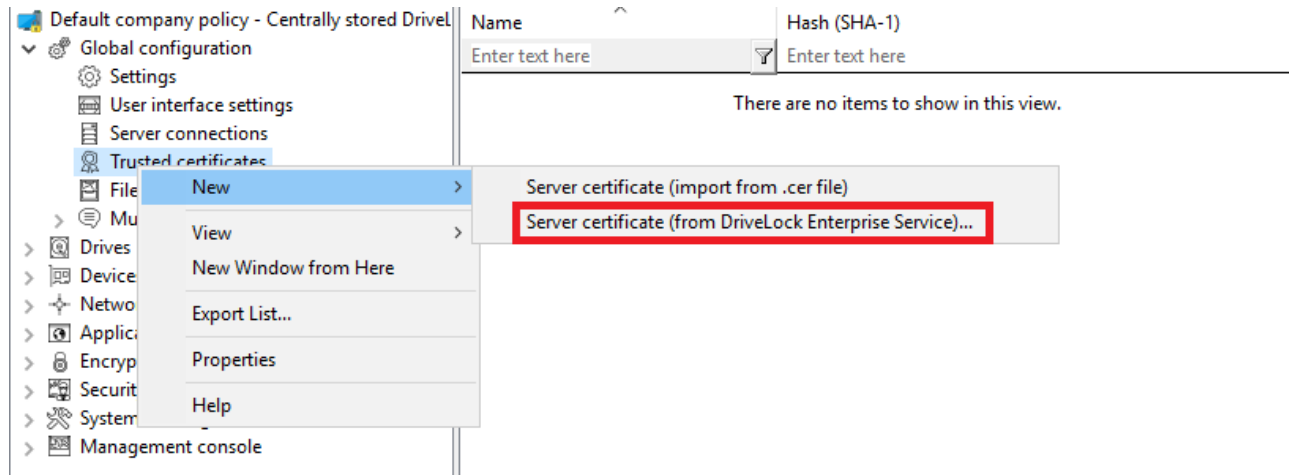 Default company policy - Centrally stored DriveL
Name
Hash (SHA-1)
Global configuration
Enter text here
Enter text here
Settings
User interface settings
There are no items to show in this view.
Server connections
Trusted certificates
File
New
Server certificate (import from .cer file)
Mu
Server certificate (from DriveLock Enterprise Service)...
View
Drives
New Window from Here
Device
Netwo
Export List...
Applica
Encryp
Properties
Securit
Help
System
Management console